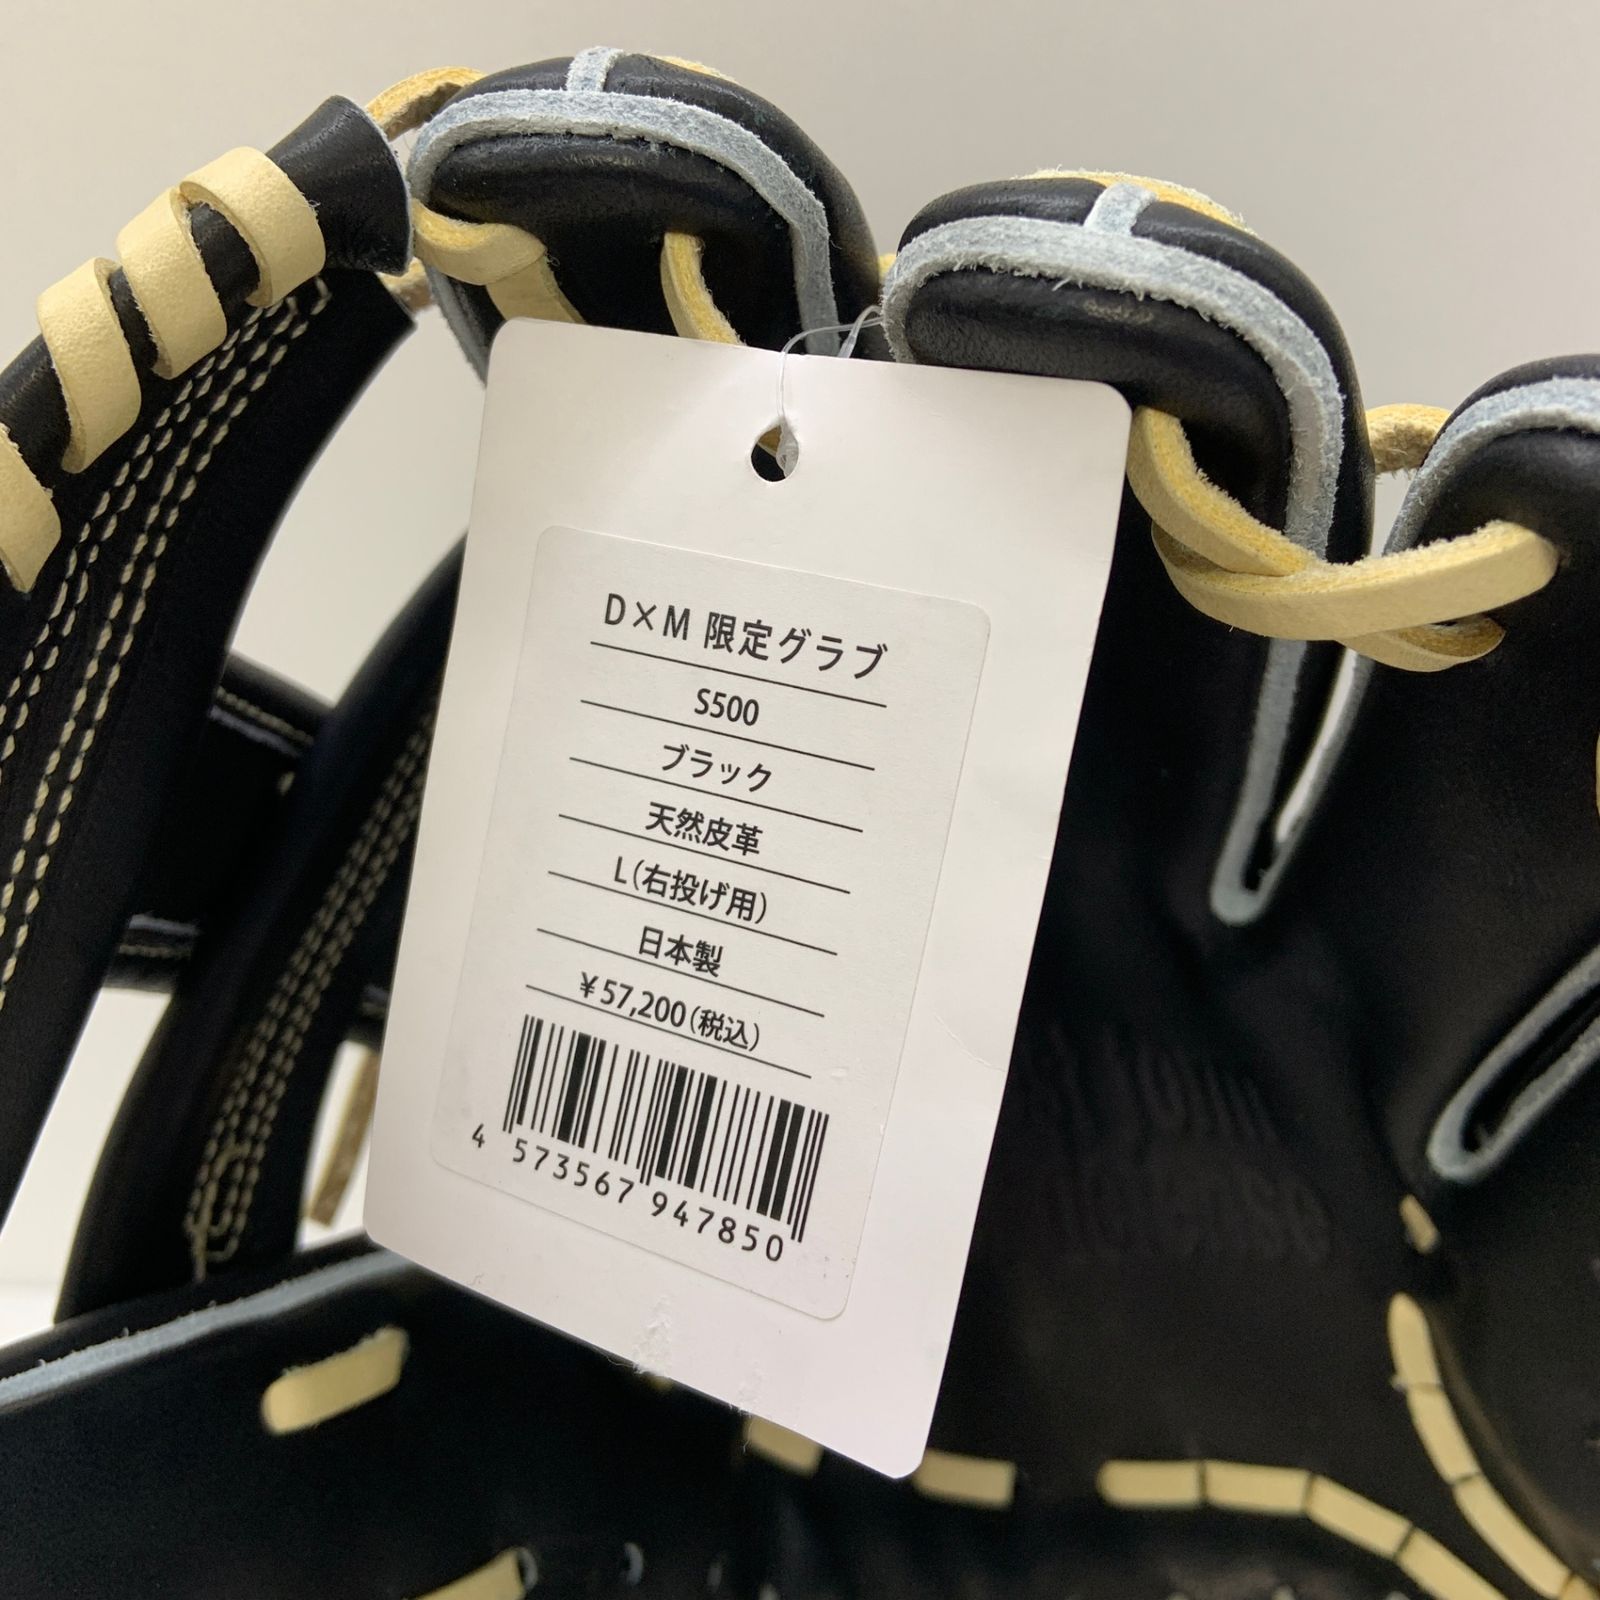 D×M 限定グラブ
S500
ブラック
天然皮革
L(右投げ用)
日本製
¥57,200(税込)
4 573567 947850